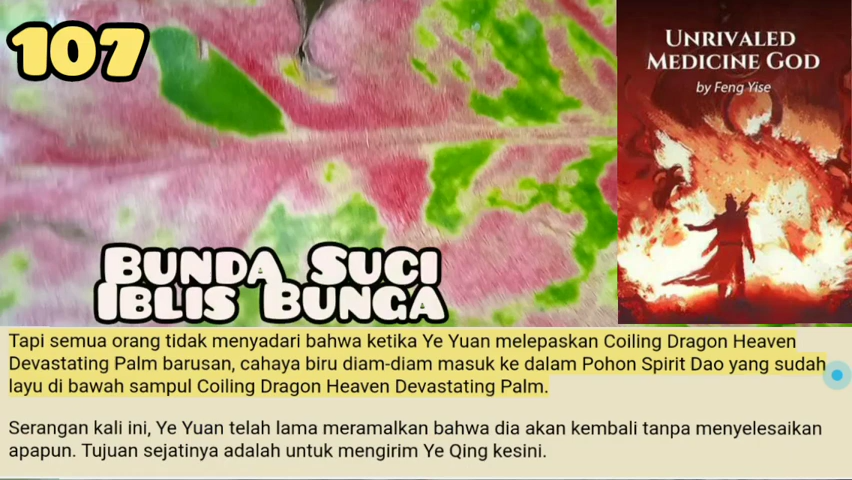 107
UNRIVALED
MEDICINE GOD
by Feng Yise
BUNDA SUCI
IBLIS BUNGA
Tapi semua orang tidak menyadari bahwa ketika Ye Yuan melepaskan Coiling Dragon Heaven
Devastating Palm barusan, cahaya biru diam-diam masuk ke dalam Pohon Spirit Dao yang sudah
layu di bawah sampul Coiling Dragon Heaven Devastating Palm.
Serangan kali ini, Ye Yuan telah lama meramalkan bahwa dia akan kembali tanpa menyelesaikan
apapun. Tujuan sejatinya adalah untuk mengirim Ye Qing kesini.